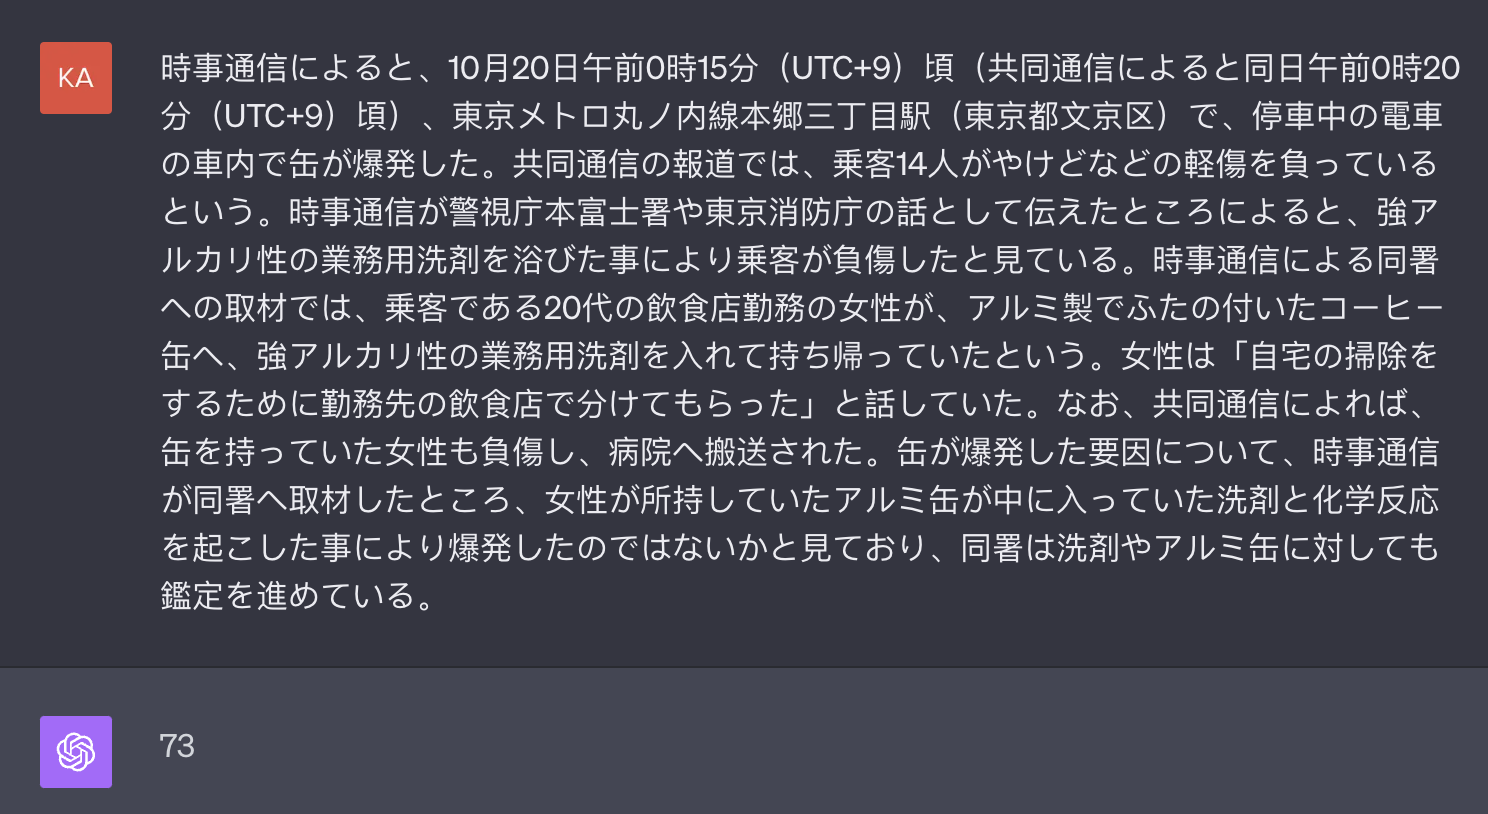 KA
時事通信によると、10月20日午前0時15分（UTC+9）頃（共同通信によると同日午前0時20
分（UTC+9）頃）、東京メトロ丸ノ内線本郷三丁目駅（東京都文京区）で、停車中の電車
の車内で缶が爆発した。共同通信の報道では、乗客14人がやけどなどの軽傷を負っている
という。時事通信が警視庁本富士署や東京消防庁の話として伝えたところによると、強ア
ルカリ性の業務用洗剤を浴びた事により乗客が負傷したと見ている。時事通信による同署
への取材では、乗客である20代の飲食店勤務の女性が、アルミ製でふたの付いたコーヒー
缶へ、強アルカリ性の業務用洗剤を入れて持ち帰っていたという。女性は「自宅の掃除を
するために勤務先の飲食店で分けてもらった」と話していた。なお、共同通信によれば、
缶を持っていた女性も負傷し、病院へ搬送された。缶が爆発した要因について、時事通信
が同署へ取材したところ、女性が所持していたアルミ缶が中に入っていた洗剤と化学反応
を起こした事により爆発したのではないかと見ており、同署は洗剤やアルミ缶に対しても
鑑定を進めている。
73